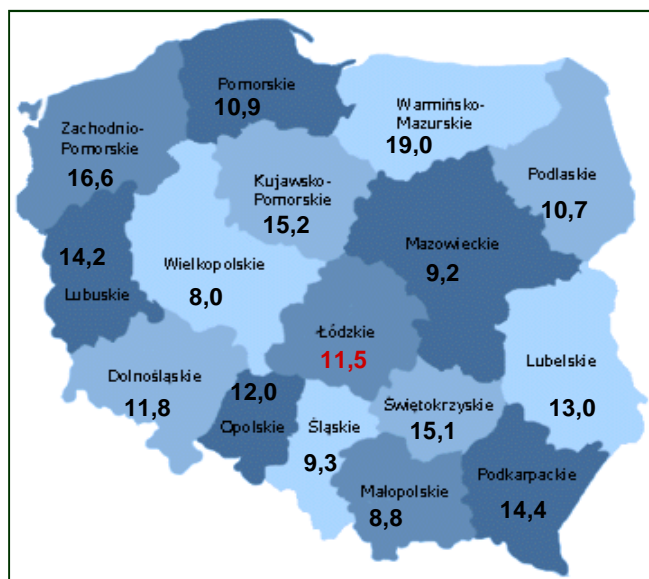 Pomorskie
10,9
Warmińsko-
Mazurskie
19,0
Zachodnio-
Pomorskie
16,6
Podlaskie
10,7
Kujawsko-
Pomorskie
15,2
Mazowieckie
9,2
14,2
Lubuskie
Wielkopolskie
8,0
Łódzkie
11,5
Lubelskie
13,0
Dolnośląskie
11,8
12,0
Opolskie
Śląskie
9,3
Świętokrzyskie
15,1
Małopolskie
8,8
Podkarpackie
14,4